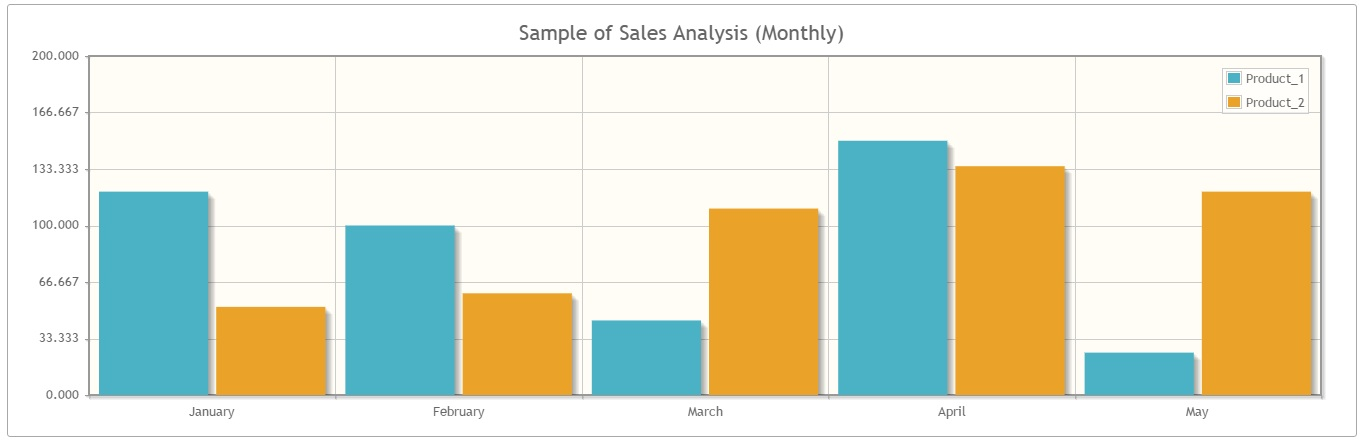 Sample of Sales Analysis (Monthly)
200.000
166.667
133.333
100.000
66.667
33.333
0.000
Product_1
Product_2
January February March April May